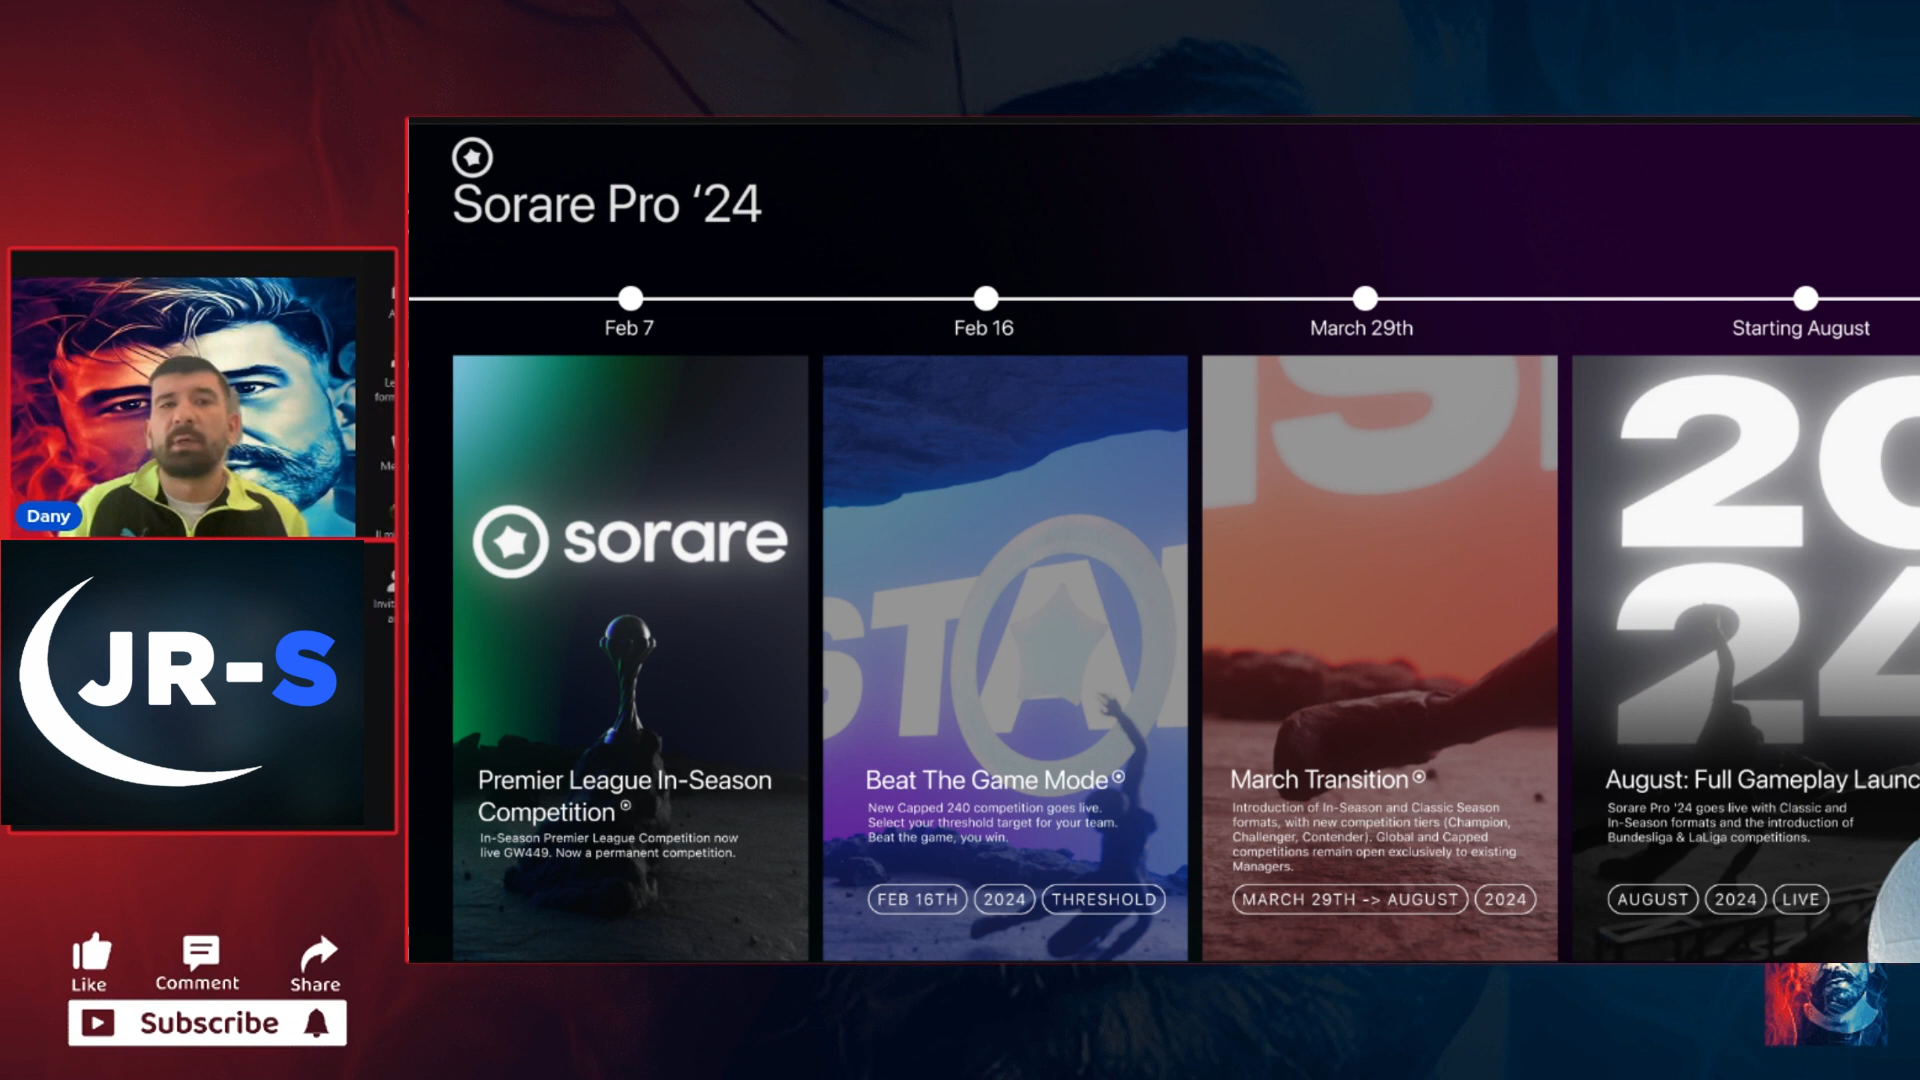 Sorare Pro ‘24
Feb 7
Feb 16
March 29th
Starting August
sorare
STA
20
24
Premier League In-Season
Competition
In-Season Premier League Competition now
live GW449. Now a permanent competition.
Beat The Game Mode
New Capped 240 competition goes live.
Select your threshold target for your team.
Beat the game, you win.
FEB 16TH
2024
THRESHOLD
March Transition
Introduction of In-Season and Classic Season
formats, with new competition tiers (Champion,
Challenger, Contender). Global and Capped
competitions remain open exclusively to existing
Managers.
MARCH 29TH -> AUGUST
2024
August: Full Gameplay Launc
Sorare Pro '24 goes live with Classic and
In-Season formats and the introduction of
Bundesliga & LaLiga competitions.
AUGUST
2024
LIVE
Dany
JR-S
Like
Comment
Share
Subscribe